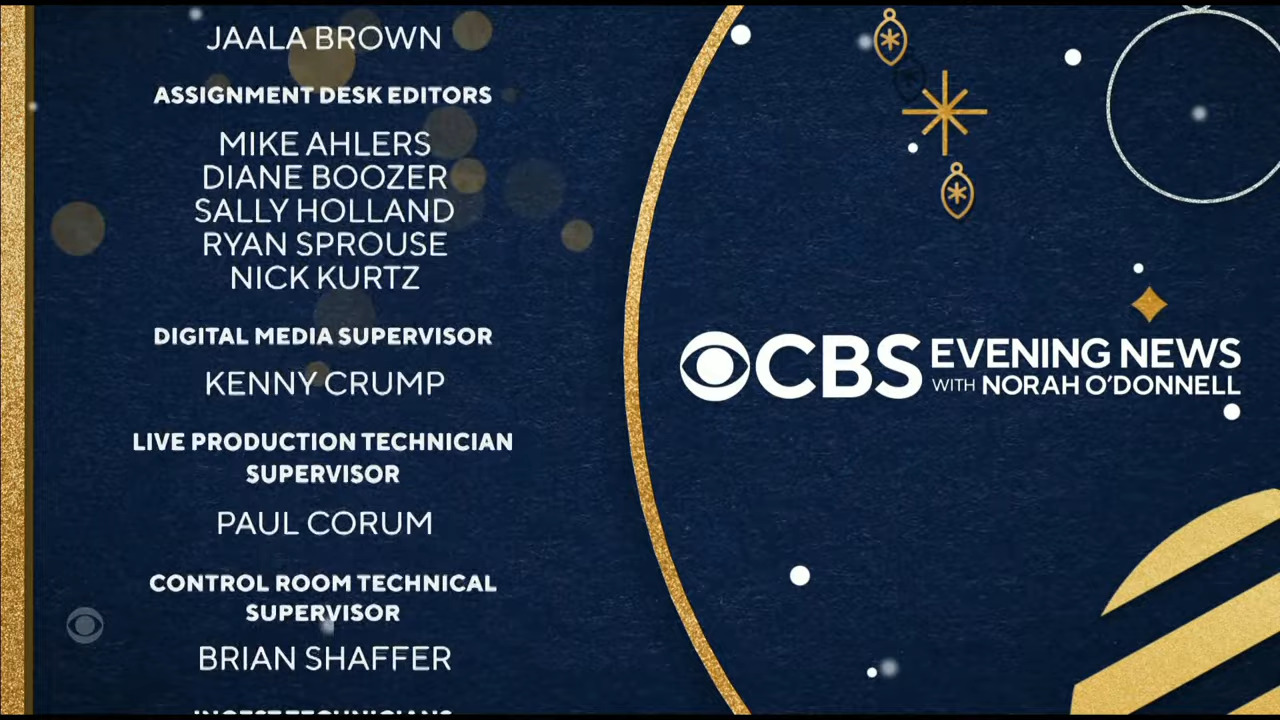 JAALA BROWN
ASSIGNMENT DESK EDITORS
MIKE AHLERS
DIANE BOOZER
SALLY HOLLAND
RYAN SPROUSE
NICK KURTZ
DIGITAL MEDIA SUPERVISOR
KENNY CRUMP
LIVE PRODUCTION TECHNICIAN
SUPERVISOR
PAUL CORUM
CONTROL ROOM TECHNICAL
SUPERVISOR
BRIAN SHAFFER
INGEST TECHNICIANS
CBS EVENING NEWS
WITH NORAH O'DONNELL